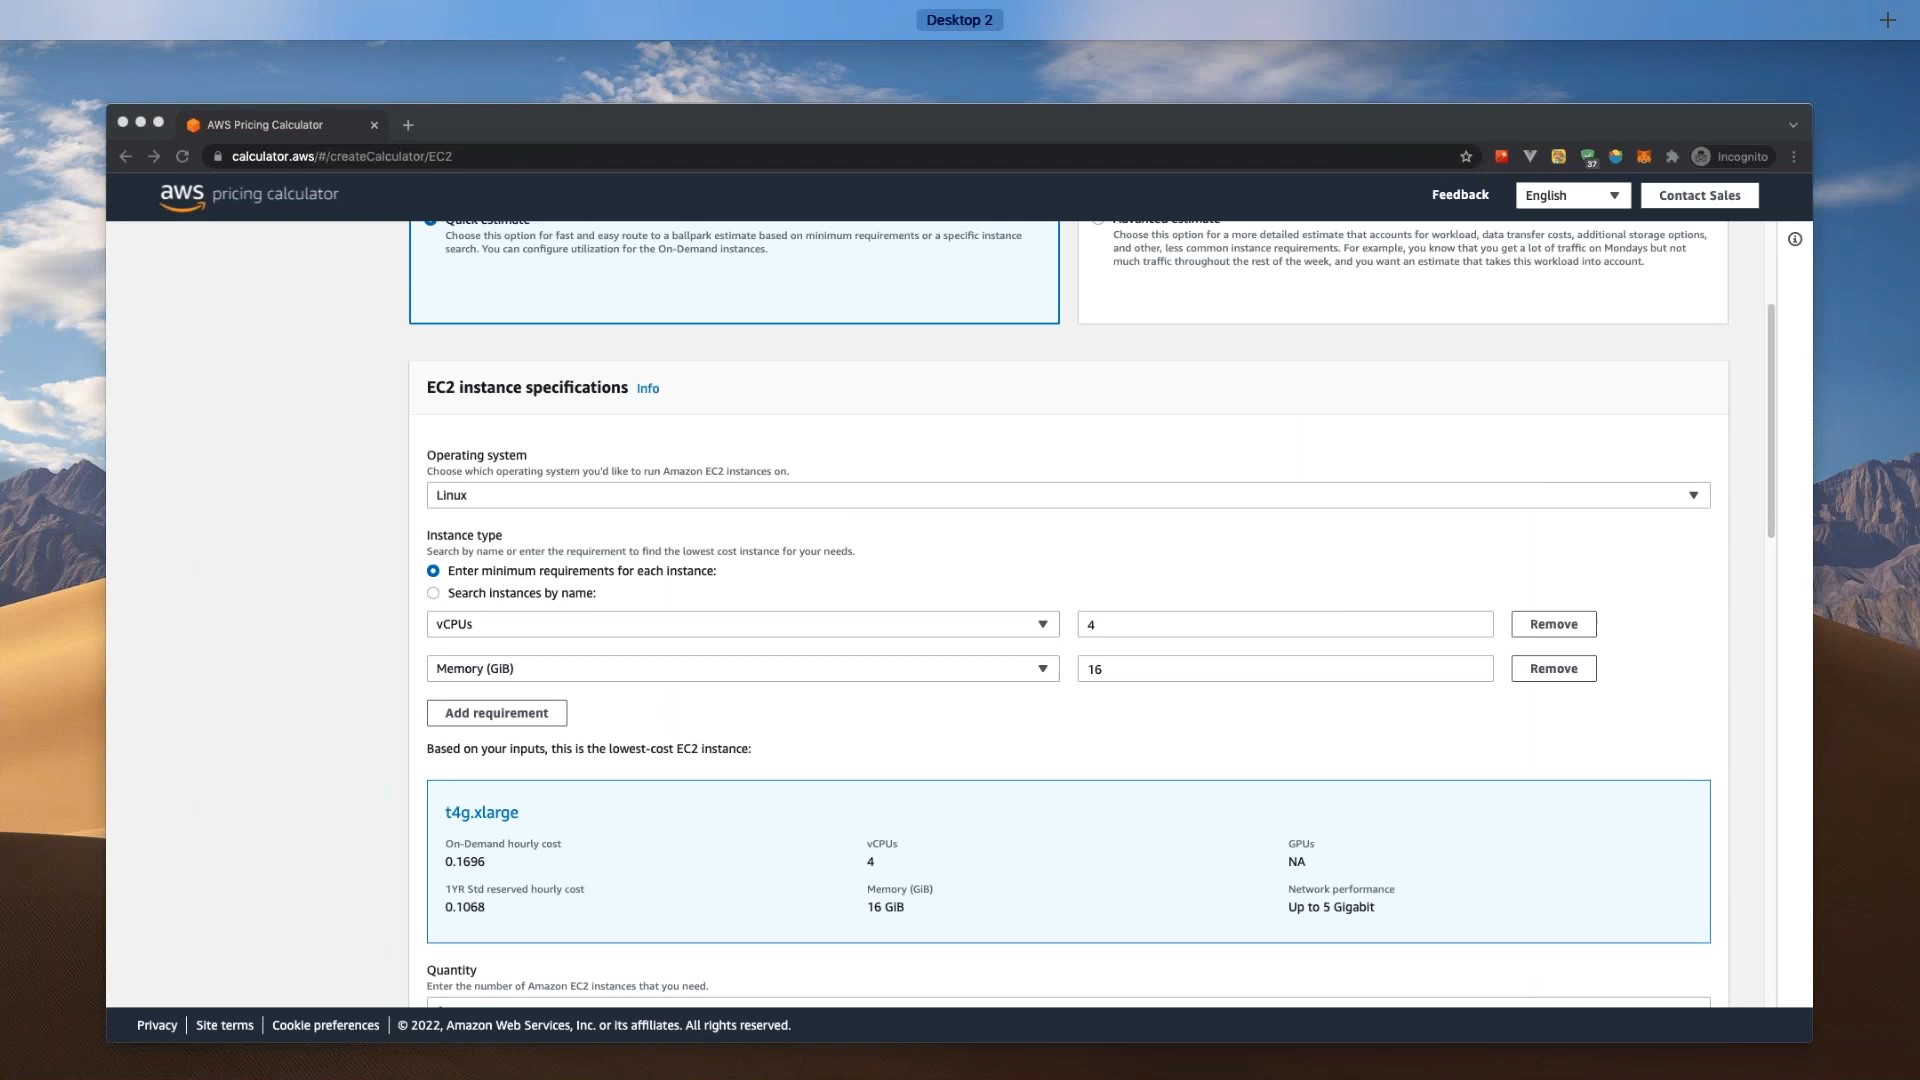 Desktop 2
AWS Pricing Calculator
calculator.aws/#/createCalculator/EC2
37
Incognito
aws pricing calculator
Feedback
English
Contact Sales
Quick estimate
Choose this option for fast and easy route to a ballpark estimate based on minimum requirements or a specific instance
search. You can configure utilization for the On-Demand instances.
Advanced estimate
Choose this option for a more detailed estimate that accounts for workload, data transfer costs, additional storage options,
and other, less common instance requirements. For example, you know that you get a lot of traffic on Mondays but not
much traffic throughout the rest of the week, and you want an estimate that takes this workload into account.
EC2 instance specifications Info
Operating system
Choose which operating system you'd like to run Amazon EC2 instances on.
Linux
Instance type
Search by name or enter the requirement to find the lowest cost instance for your needs.
Enter minimum requirements for each instance:
Search instances by name:
vCPUs
4
Remove
Memory (GiB)
16
Remove
Add requirement
Based on your inputs, this is the lowest-cost EC2 instance:
t4g.xlarge
On-Demand hourly cost
0.1696
vCPUs
4
GPUs
NA
1YR Std reserved hourly cost
0.1068
Memory (GiB)
16 GiB
Network performance
Up to 5 Gigabit
Quantity
Enter the number of Amazon EC2 instances that you need.
Privacy
Site terms
Cookie preferences
© 2022, Amazon Web Services, Inc. or its affiliates. All rights reserved.